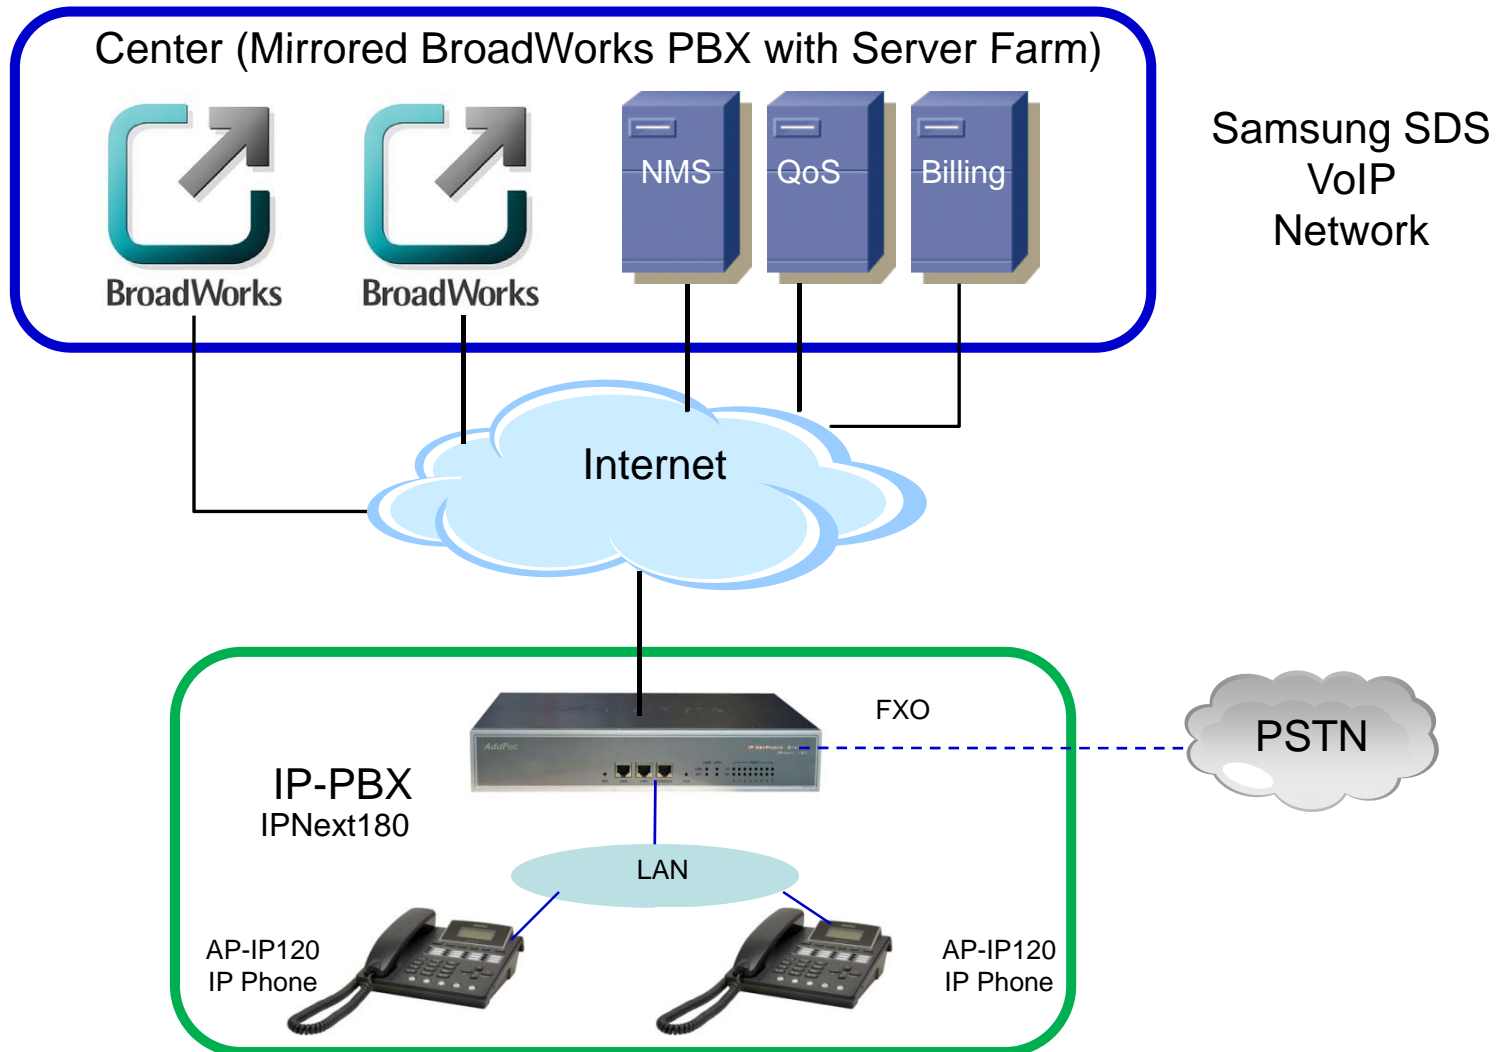 Center (Mirrored BroadWorks PBX with Server Farm)
NMS
QoS
Billing
BroadWorks
BroadWorks
Samsung SDS
VoIP
Network
Internet
FXO
PSTN
AddPac
IP-PBX
IPNext180
LAN
AP-IP120
IP Phone
AP-IP120
IP Phone